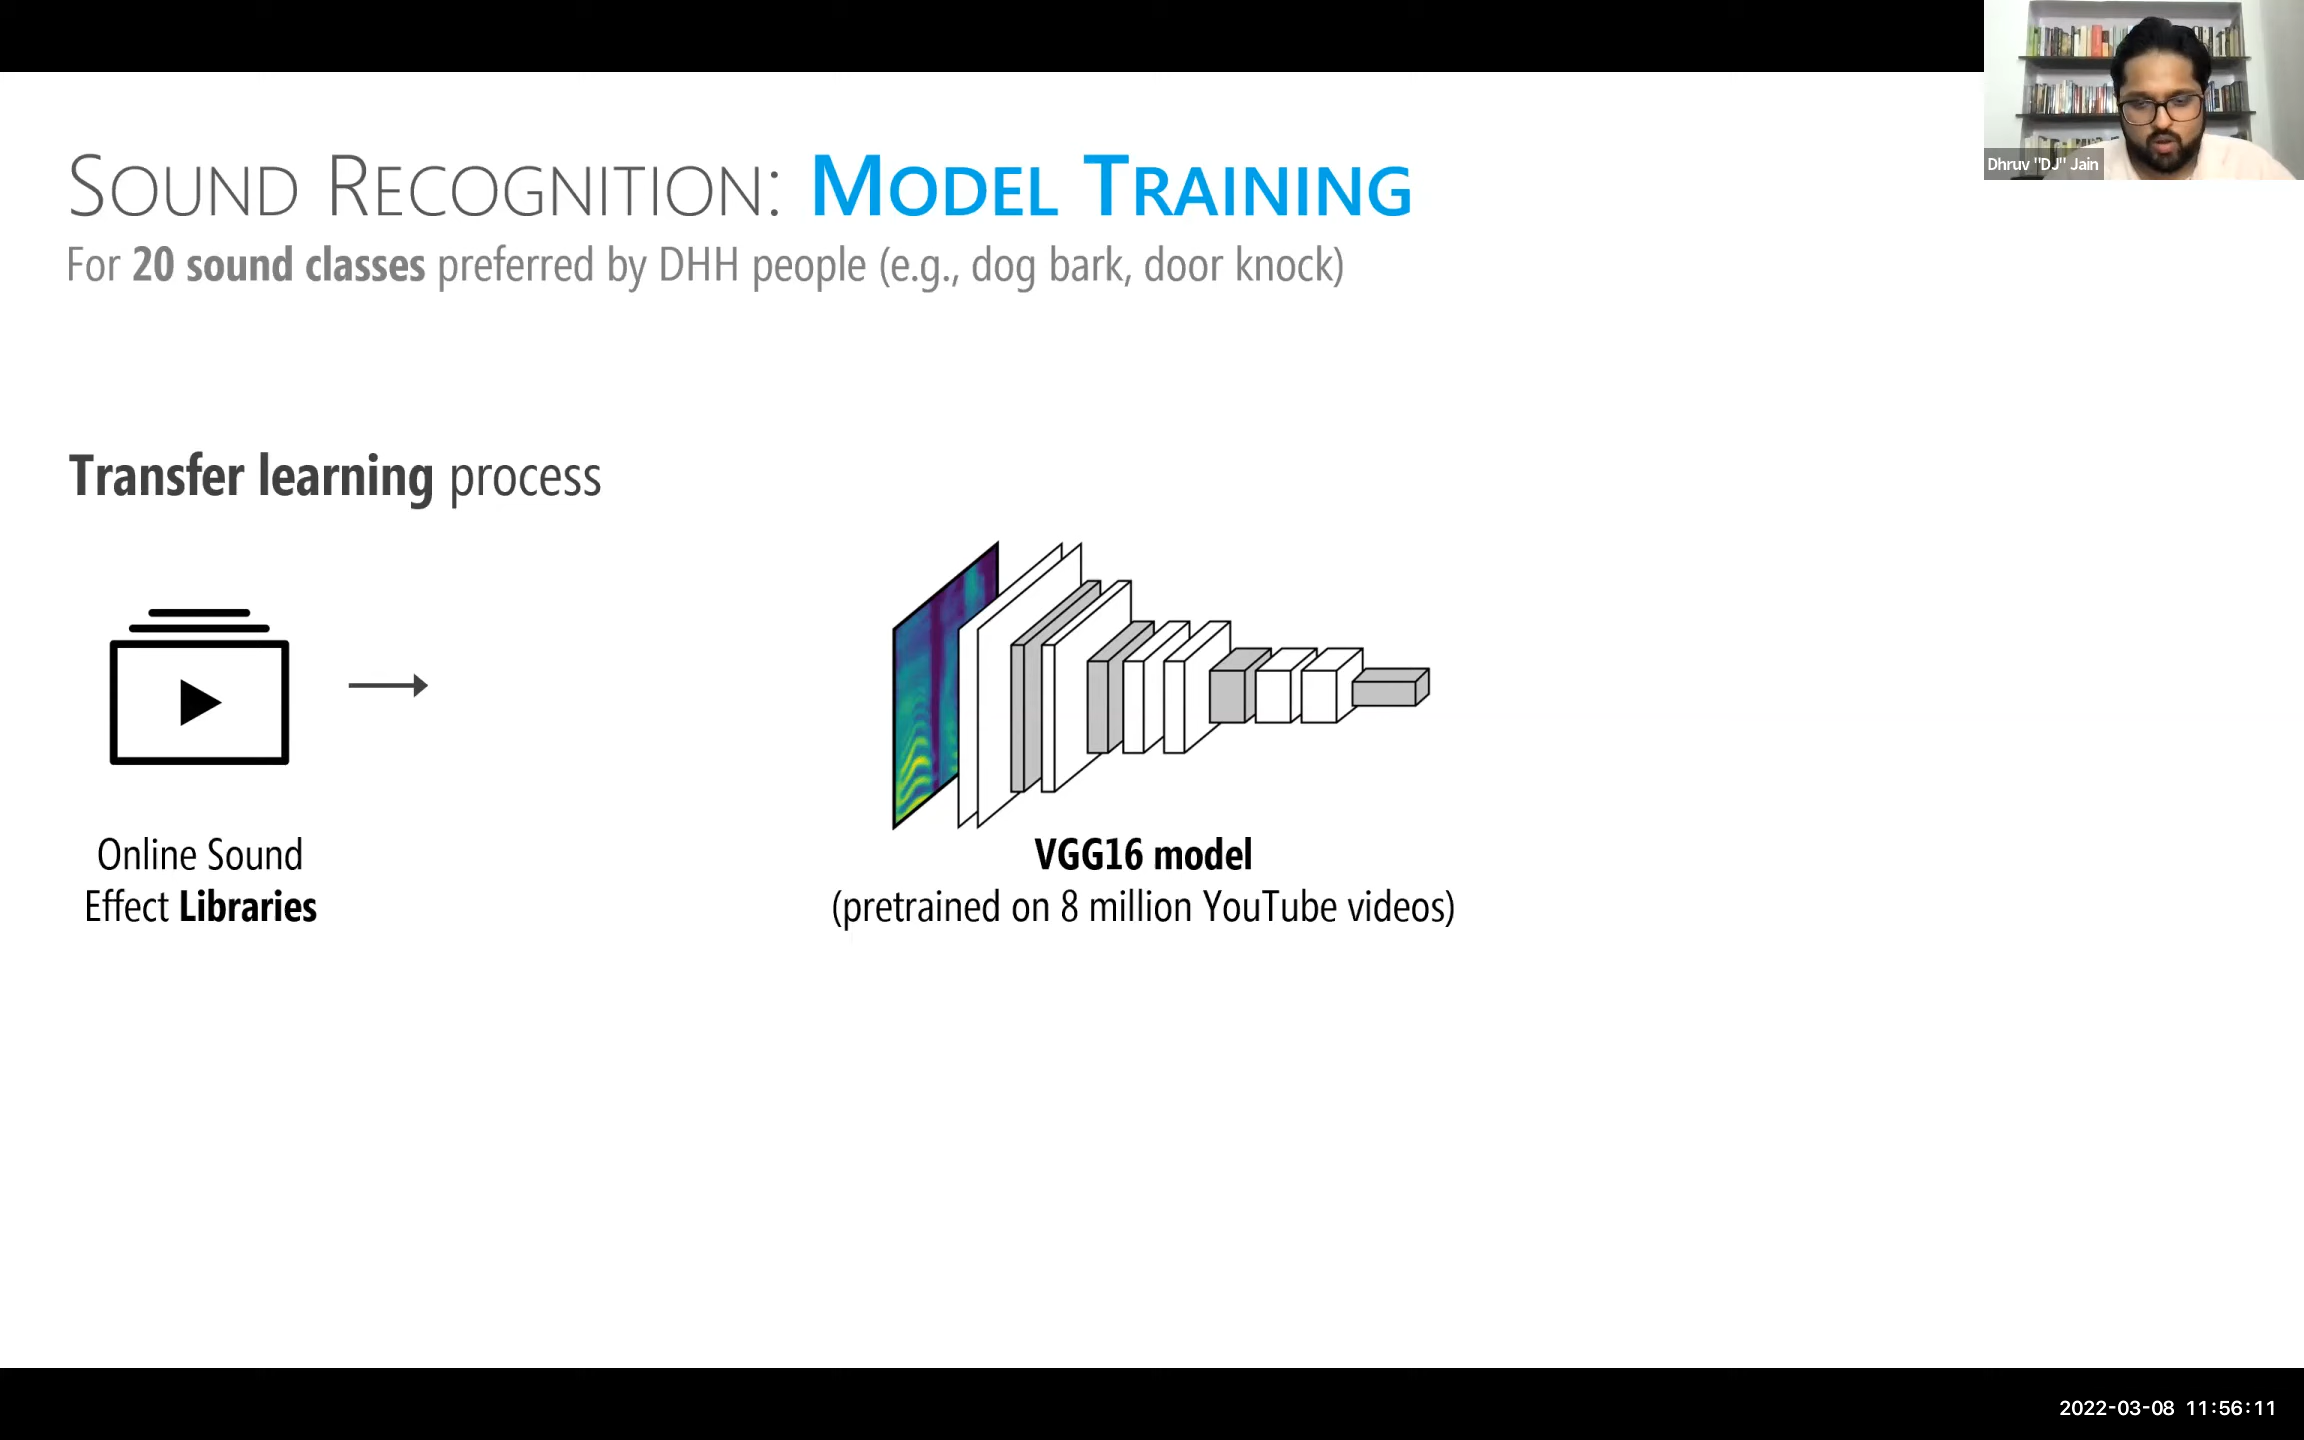 Dhruv "DJ" Jain
SOUND RECOGNITION: MODEL TRAINING
For 20 sound classes preferred by DHH people (e.g., dog bark, door knock)
Transfer learning process
Online Sound
Effect Libraries
VGG16 model
(pretrained on 8 million YouTube videos)
2022-03-08 11:56:11